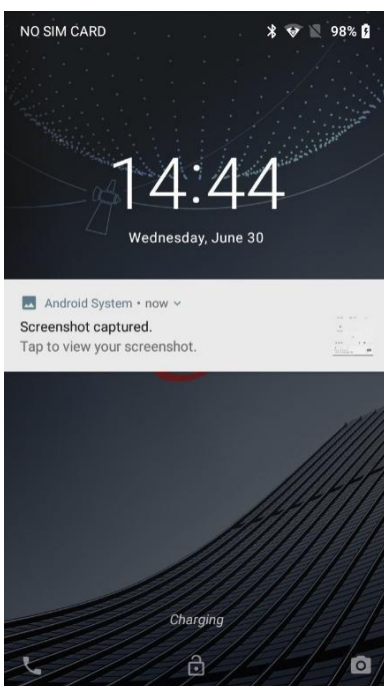 NO SIM CARD 98%
14:44
Wednesday, June 30
Android System • now
Screenshot captured.
Tap to view your screenshot.
Charging